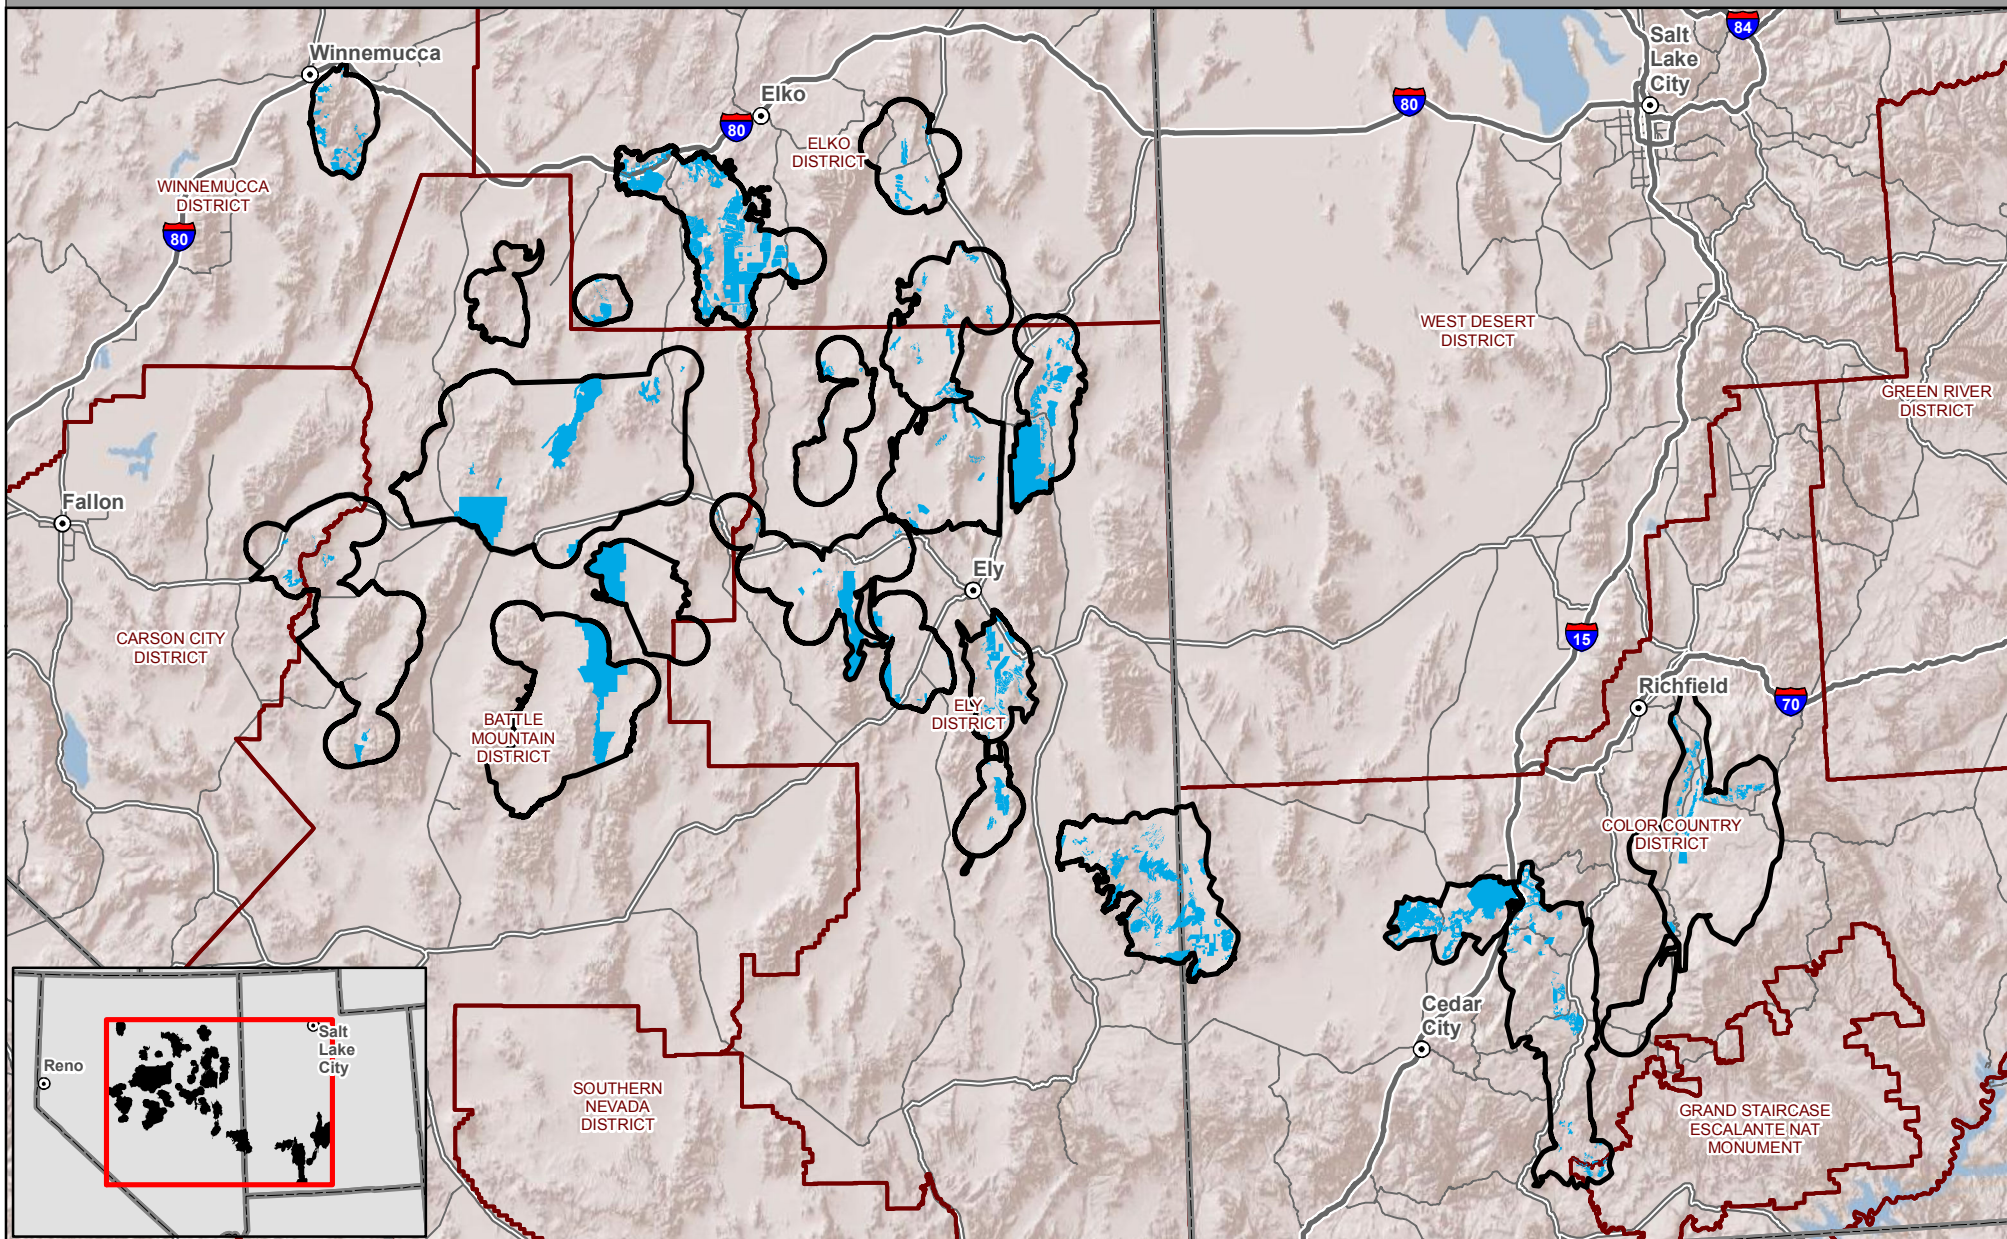 Winnemucca
Salt
Lake
City
84
Elko
80
80
ELKO
DISTRICT
WINNEMUCCA
DISTRICT
80
WEST DESERT
DISTRICT
GREEN RIVER
DISTRICT
Fallon
Ely
CARSON CITY
DISTRICT
15
Richfield
70
ELY
DISTRICT
BATTLE
MOUNTAIN
DISTRICT
COLOR COUNTRY
DISTRICT
Cedar
City
SOUTHERN
NEVADA
DISTRICT
GRAND STAIRCASE
ESCALANTE NAT
MONUMENT
Reno
Salt
Lake
City